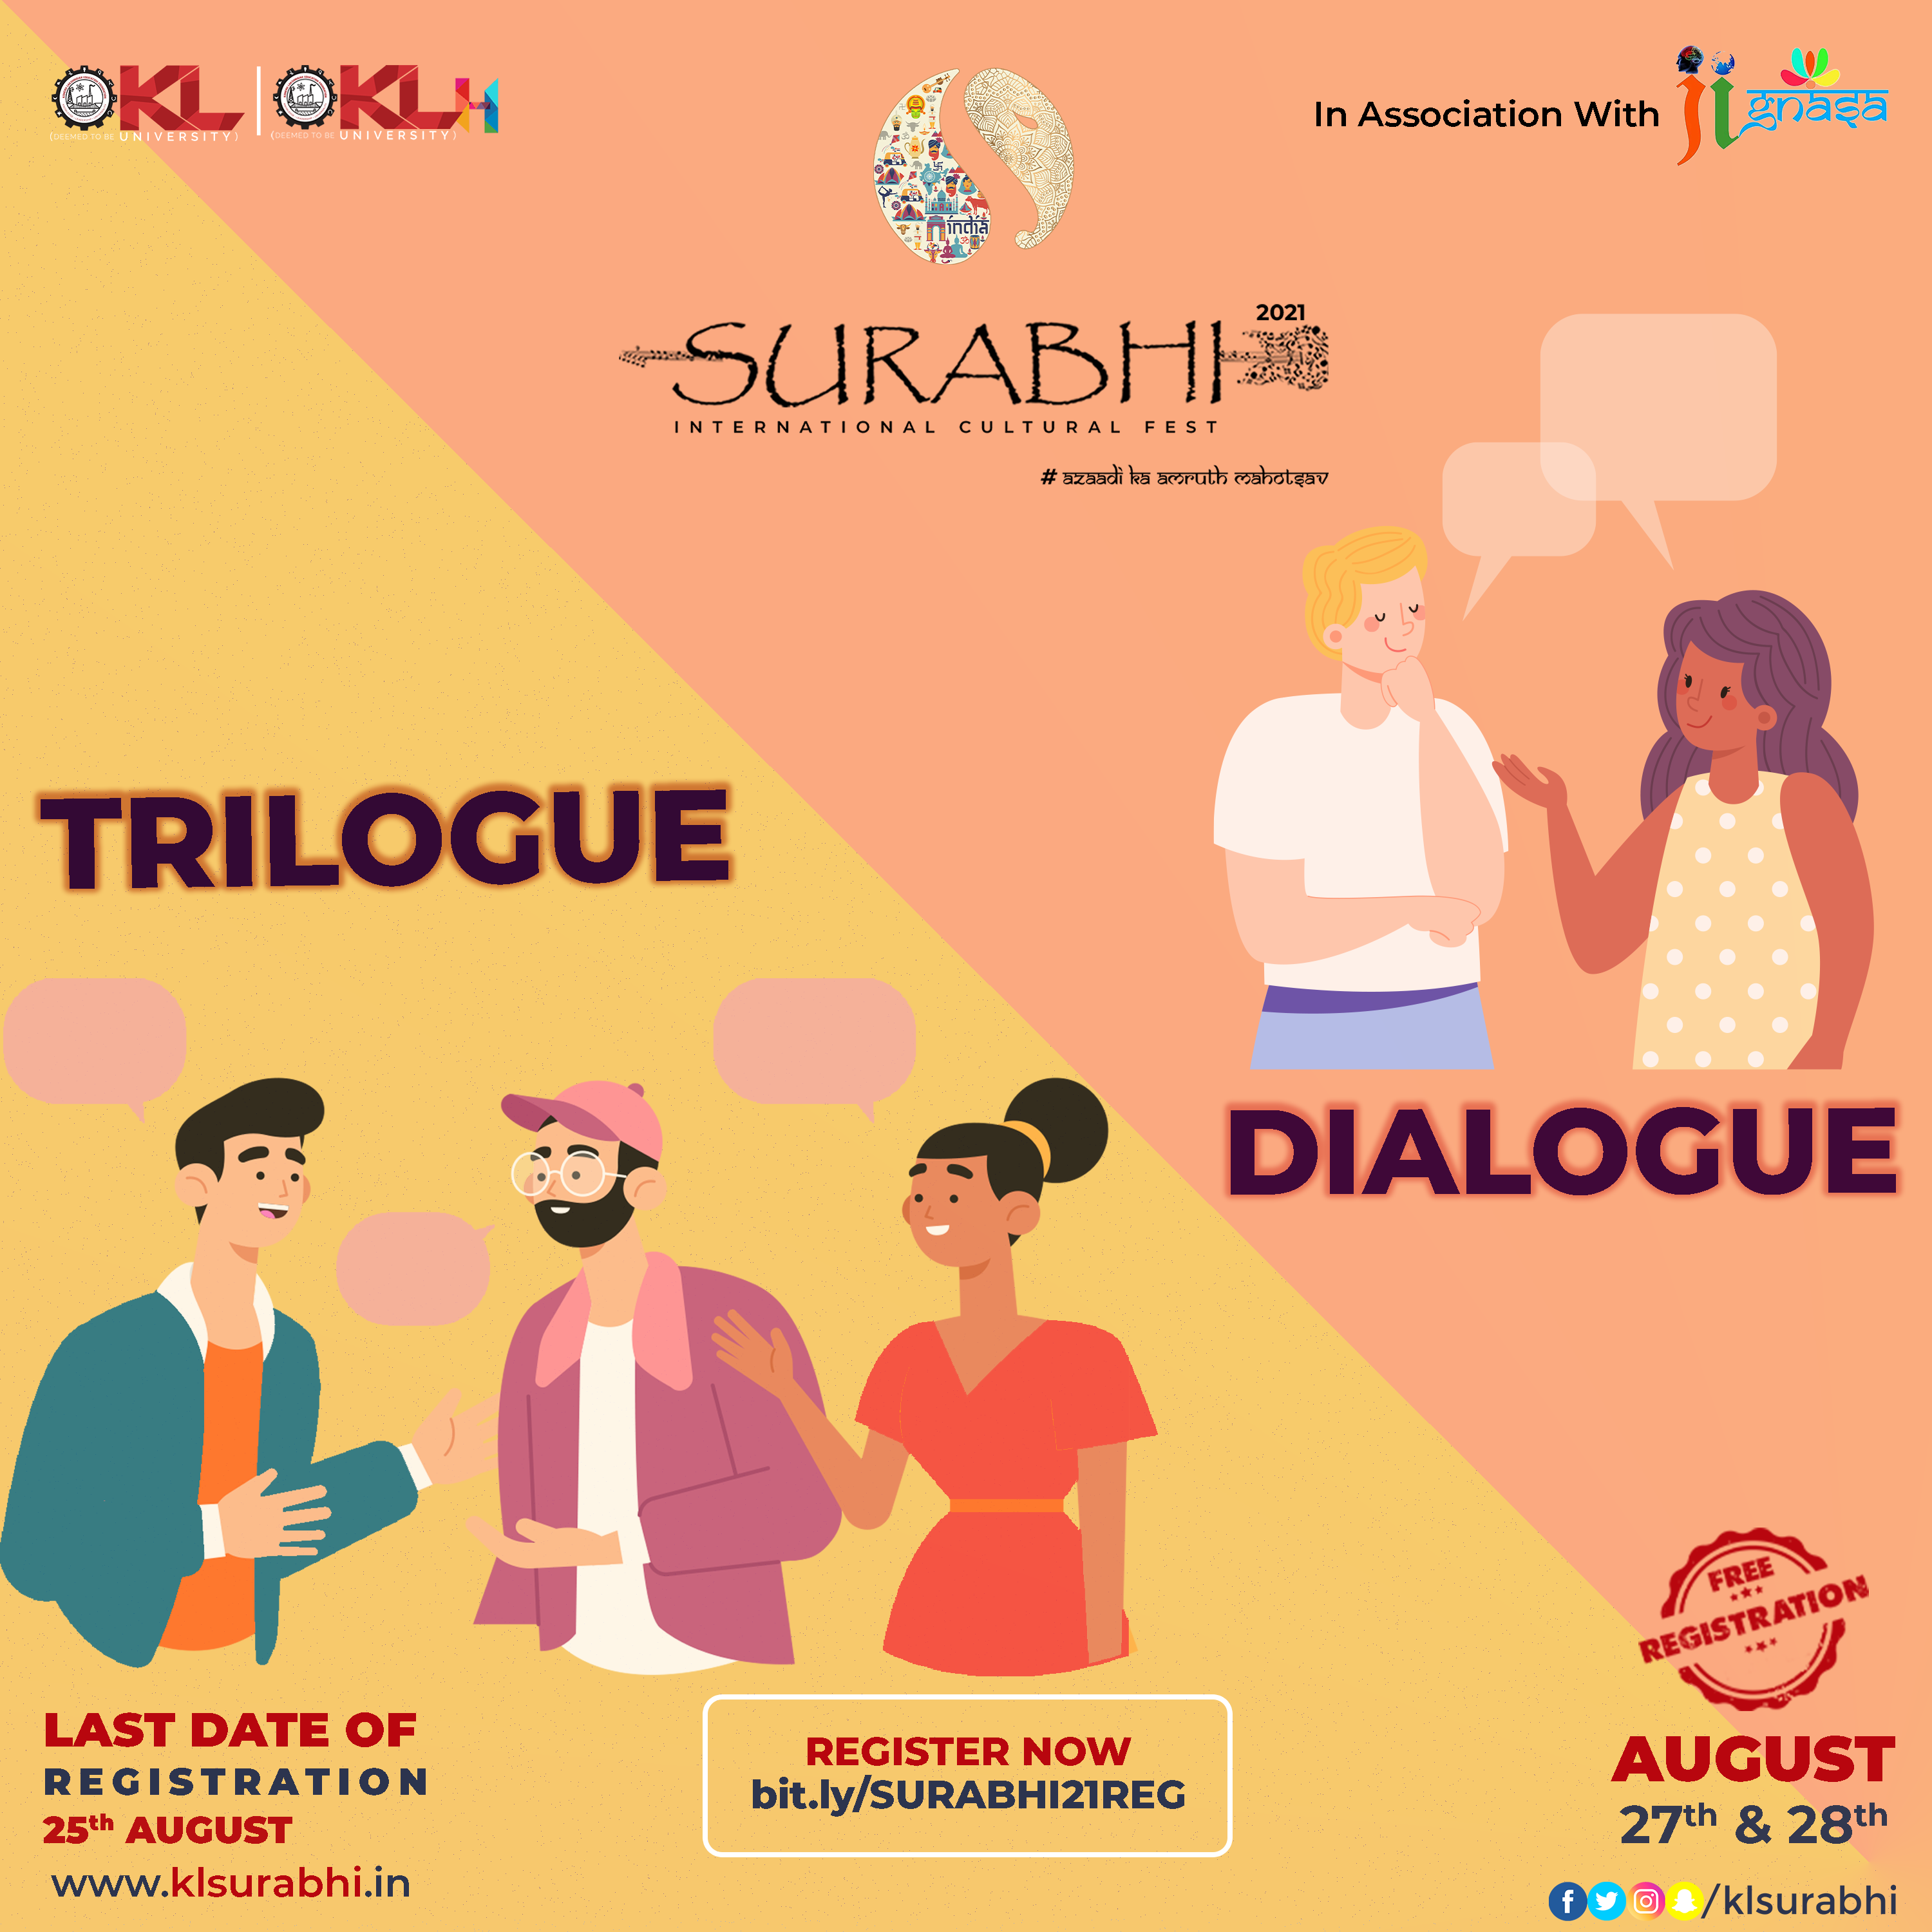 KL
(DEEMED TO BE UNIVERSITY)
KLH
(DEEMED TO BE UNIVERSITY)
india
In Association With
jignasa
2021
SURABHI
INTERNATIONAL CULTURAL FEST
# azaadi ka amruth mahotsav
TRILOGUE
DIALOGUE
FREE
REGISTRATION
LAST DATE OF
REGISTRATION
25th AUGUST
www.klsurabhi.in
REGISTER NOW
bit.ly/SURABHI21REG
AUGUST
27th & 28th
/klsurabhi